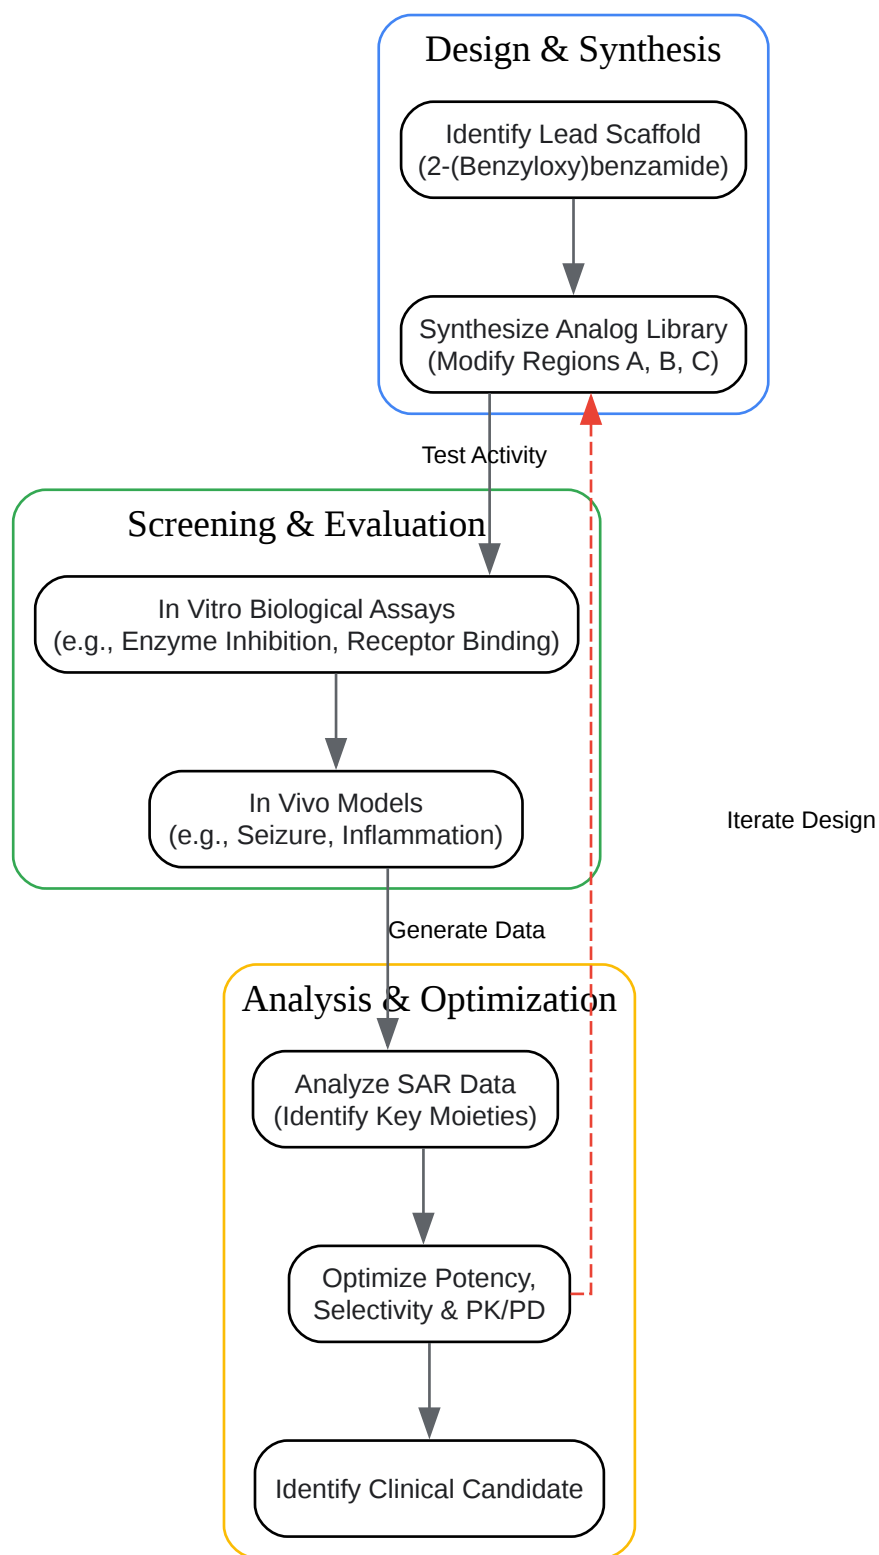 Design & Synthesis
Identify Lead Scaffold
(2-(Benzyloxy)benzamide)
Synthesize Analog Library
(Modify Regions A, B, C)
Test Activity
Screening & Evaluation
In Vitro Biological Assays
(e.g., Enzyme Inhibition, Receptor Binding)
In Vivo Models
(e.g., Seizure, Inflammation)
Iterate Design
Generate Data
Analysis & Optimization
Analyze SAR Data
(Identify Key Moieties)
Optimize Potency,
Selectivity & PK/PD
Identify Clinical Candidate